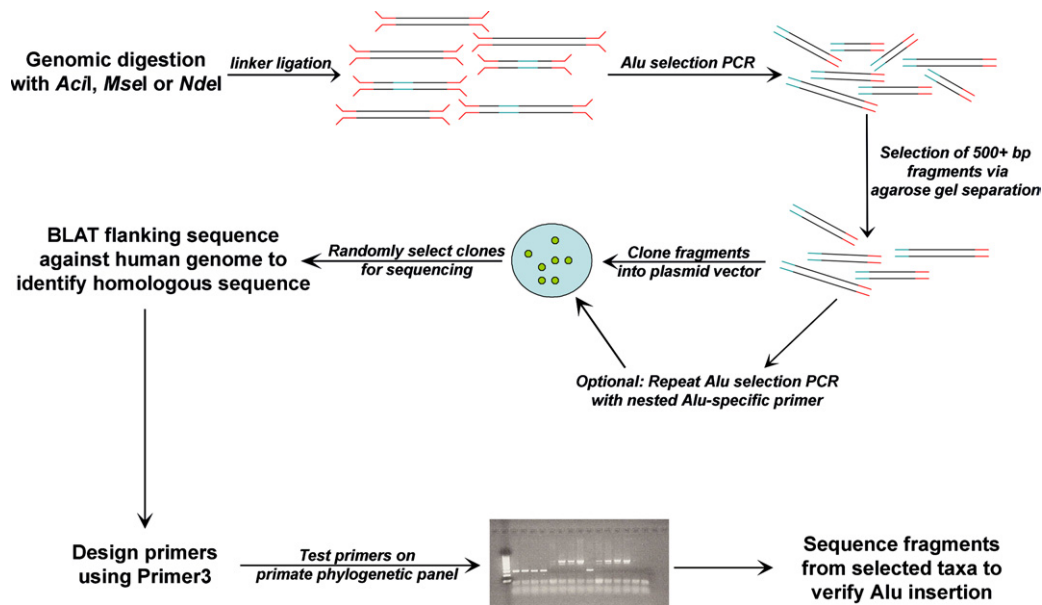 Genomic digestion
with AciI, MseI or NdeI
linker ligation
Alu selection PCR
Selection of 500+ bp
fragments via
agarose gel separation
Clone fragments
into plasmid vector
Optional: Repeat Alu selection PCR
with nested Alu-specific primer
Randomly select clones
for sequencing
BLAT flanking sequence
against human genome to
identify homologous sequence
Design primers
using Primer3
Test primers on
primate phylogenetic panel
Sequence fragments
from selected taxa to
verify Alu insertion